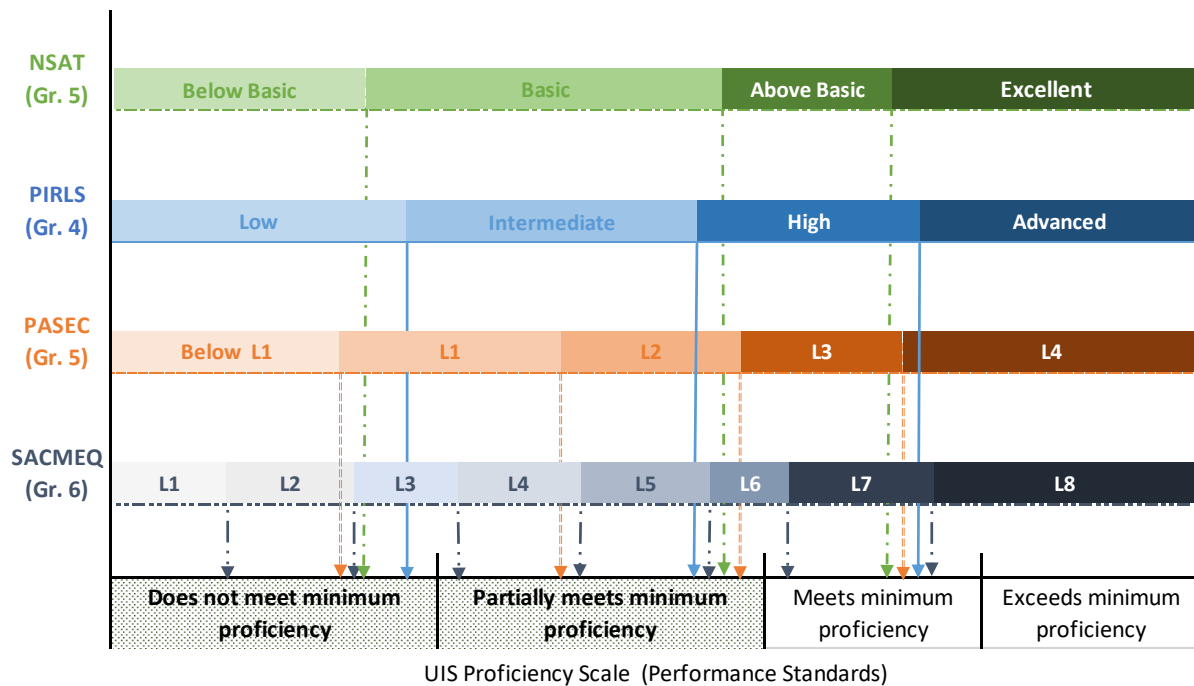 NSAT
(Gr. 5)
Below Basic
Basic
Above Basic
Excellent
PIRLS
(Gr. 4)
Low
Intermediate
High
Advanced
PASEC
(Gr. 5)
Below L1
L1
L2
L3
L4
SACMEQ
(Gr. 6)
L1
L2
L3
L4
L5
L6
L7
L8
Does not meet minimum
proficiency
Partially meets minimum
proficiency
Meets minimum
proficiency
Exceeds minimum
proficiency
UIS Proficiency Scale (Performance Standards)